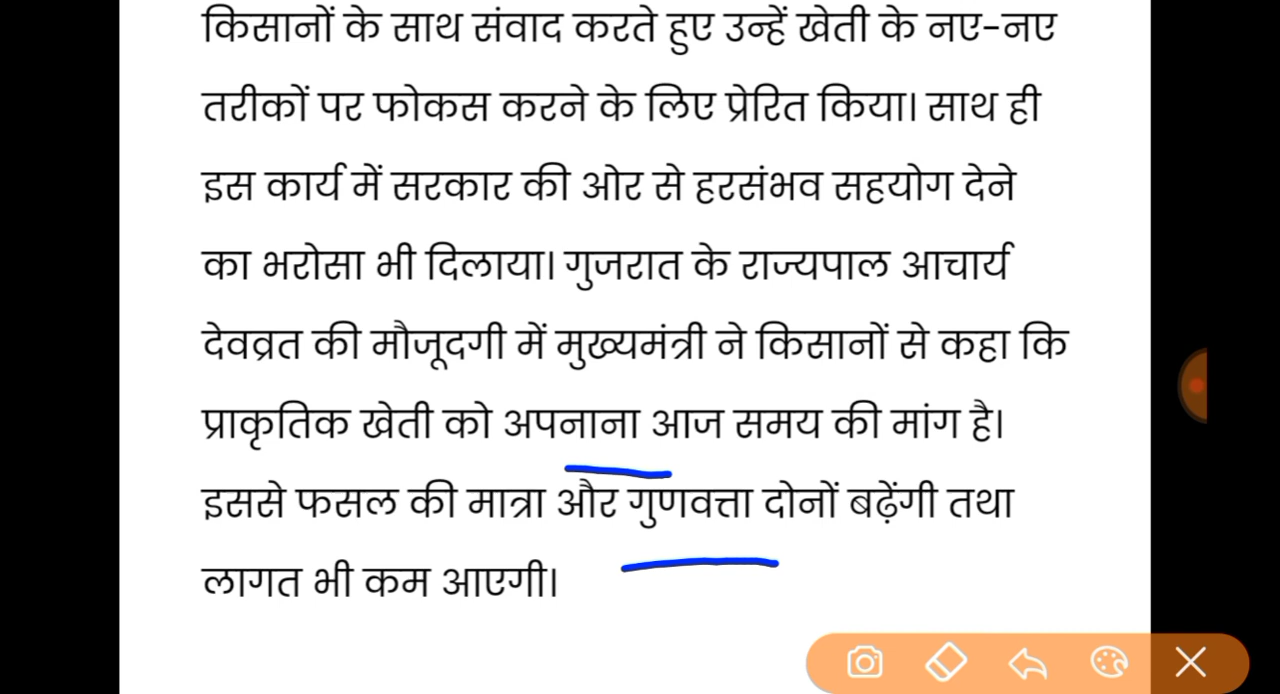 किसानों के साथ संवाद करते हुए उन्हें खेती के नए-नए
तरीकों पर फोकस करने के लिए प्रेरित किया। साथ ही
इस कार्य में सरकार की ओर से हरसंभव सहयोग देने
का भरोसा भी दिलाया। गुजरात के राज्यपाल आचार्य
देवव्रत की मौजूदगी में मुख्यमंत्री ने किसानों से कहा कि
प्राकृतिक खेती को अपनाना आज समय की मांग है।
इससे फसल की मात्रा और गुणवत्ता दोनों बढ़ेंगी तथा
लागत भी कम आएगी।